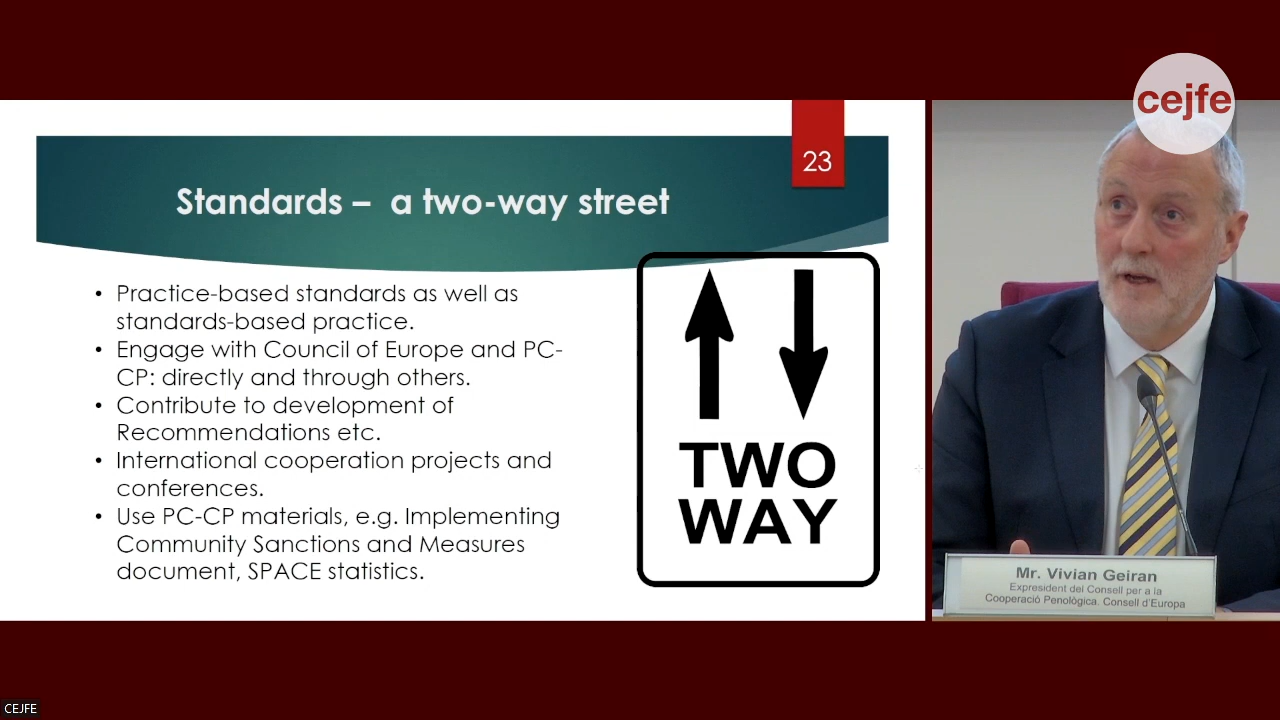 cejfe
23
Standards – a two-way street
• Practice-based standards as well as
standards-based practice.
• Engage with Council of Europe and PC-
CP: directly and through others.
• Contribute to development of
Recommendations etc.
• International cooperation projects and
conferences.
• Use PC-CP materials, e.g. Implementing
Community Sanctions and Measures
document, SPACE statistics.
TWO
WAY
Mr. Vivian Geiran
Expresident del Consell per a la
Cooperació Penològica. Consell d'Europa
CEJFE